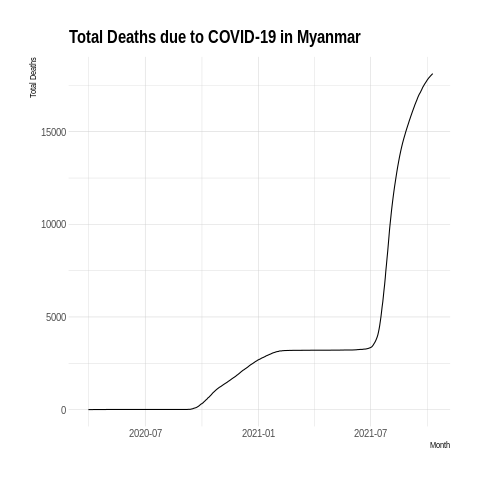 Total Deaths due to COVID-19 in Myanmar
Total Deaths
15000
10000
5000
0
2020-07
2021-01
2021-07
Month